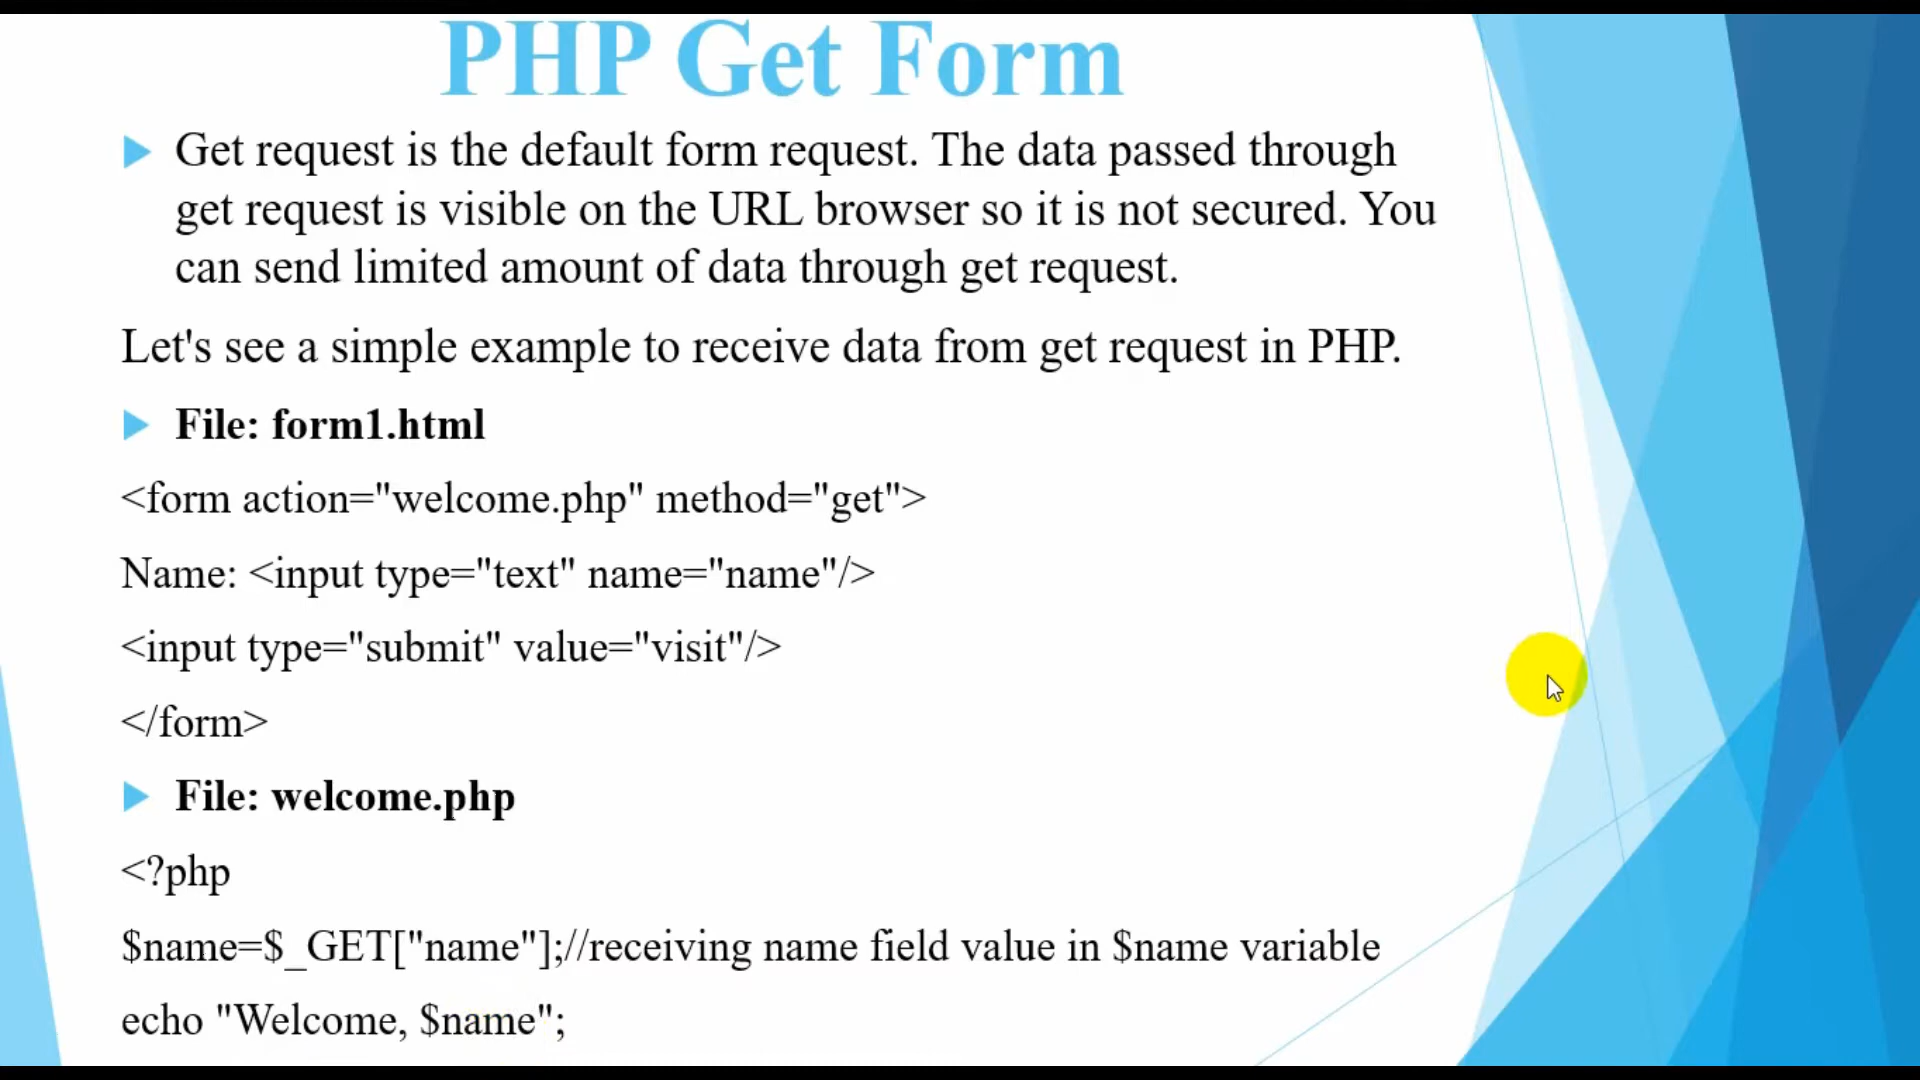 PHP Get Form
Get request is the default form request. The data passed through
get request is visible on the URL browser so it is not secured. You
can send limited amount of data through get request.
Let's see a simple example to receive data from get request in PHP.
File: form1.html
<form action="welcome.php" method="get">
Name: <input type="text" name="name"/>
<input type="submit" value="visit"/>
</form>
File: welcome.php
<?php
$name=$_GET["name"];//receiving name field value in $name variable
echo "Welcome, $name";